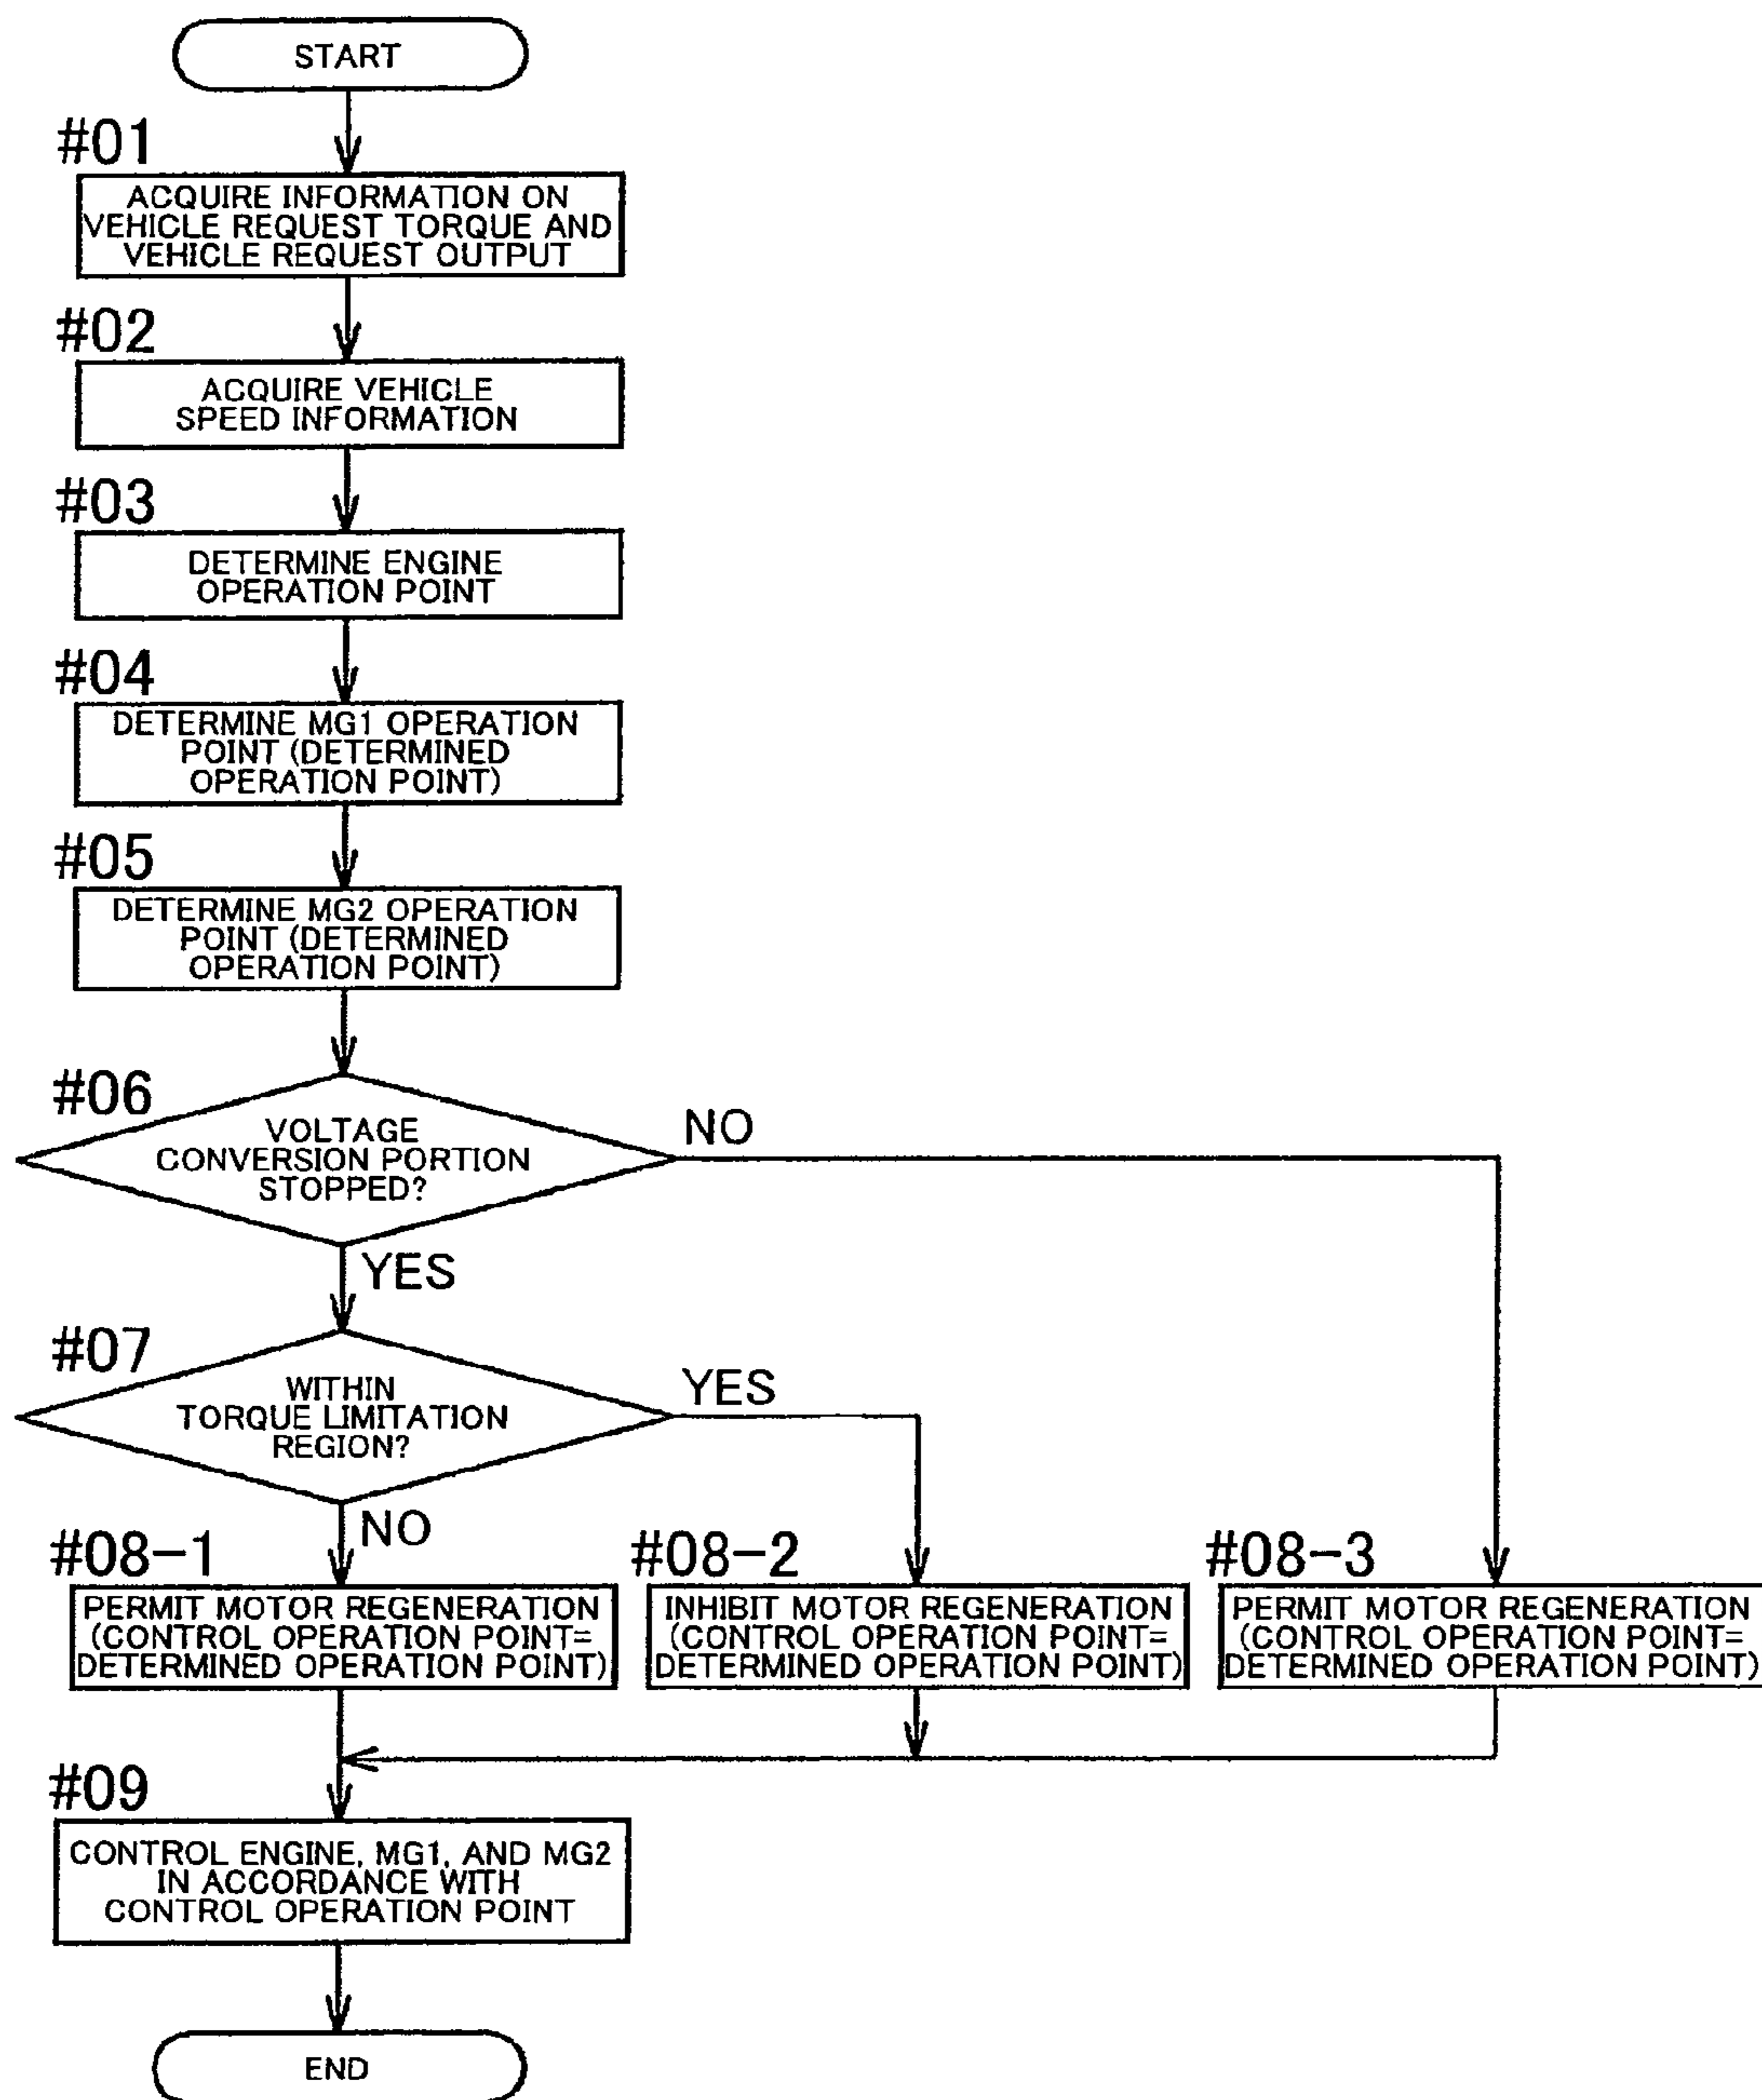 START
#01
ACQUIRE INFORMATION ON
VEHICLE REQUEST TORQUE AND
VEHICLE REQUEST OUTPUT
#02
ACQUIRE VEHICLE
SPEED INFORMATION
#03
DETERMINE ENGINE
OPERATION POINT
#04
DETERMINE MG1 OPERATION
POINT (DETERMINED
OPERATION POINT)
#05
DETERMINE MG2 OPERATION
POINT (DETERMINED
OPERATION POINT)
#06
VOLTAGE
CONVERSION PORTION
STOPPED?
NO
YES
#07
WITHIN
TORQUE LIMITATION
REGION?
YES
NO
#08-1
PERMIT MOTOR REGENERATION
(CONTROL OPERATION POINT=
DETERMINED OPERATION POINT)
#08-2
INHIBIT MOTOR REGENERATION
(CONTROL OPERATION POINT=
DETERMINED OPERATION POINT)
#08-3
PERMIT MOTOR REGENERATION
(CONTROL OPERATION POINT=
DETERMINED OPERATION POINT)
#09
CONTROL ENGINE, MG1, AND MG2
IN ACCORDANCE WITH
CONTROL OPERATION POINT
END